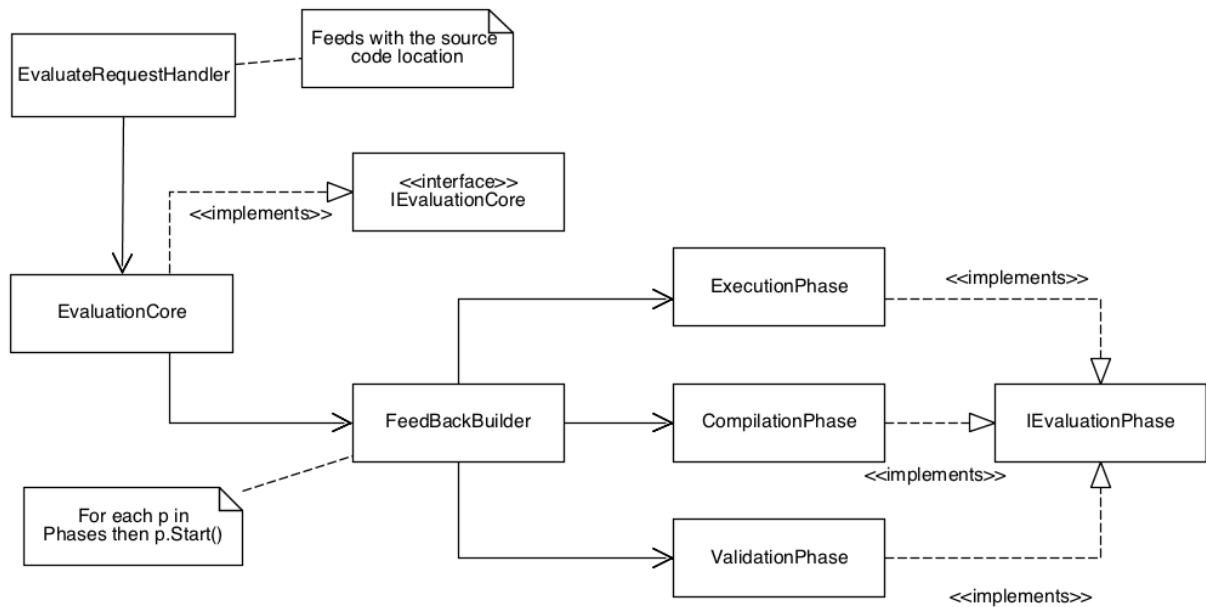 Feeds with the source
code location
EvaluateRequestHandler
<<interface>>
IEvaluationCore
<<implements>>
ExecutionPhase
<<implements>>
EvaluationCore
FeedBackBuilder
CompilationPhase
IEvaluationPhase
<<implements>>
For each p in
Phases then p.Start()
ValidationPhase
<<implements>>